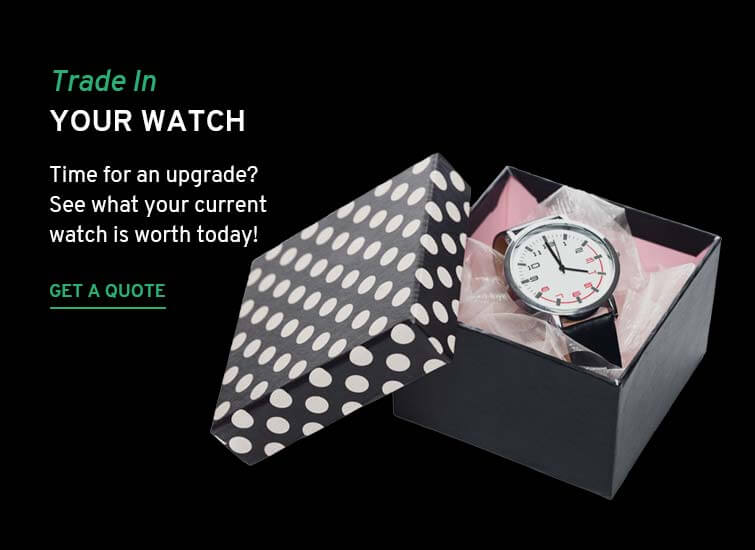 Trade In
YOUR WATCH
Time for an upgrade?
See what your current
watch is worth today!
GET A QUOTE